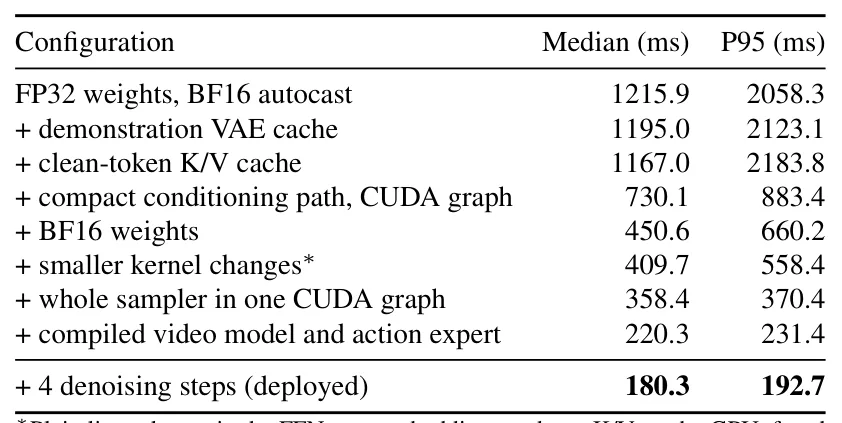 Configuration Median (ms) P95 (ms)
FP32 weights, BF16 autocast 1215.9 2058.3
+ demonstration VAE cache 1195.0 2123.1
+ clean-token K/V cache 1167.0 2183.8
+ compact conditioning path, CUDA graph 730.1 883.4
+ BF16 weights 450.6 660.2
+ smaller kernel changes* 409.7 558.4
+ whole sampler in one CUDA graph 358.4 370.4
+ compiled video model and action expert 220.3 231.4
+ 4 denoising steps (deployed) 180.3 192.7